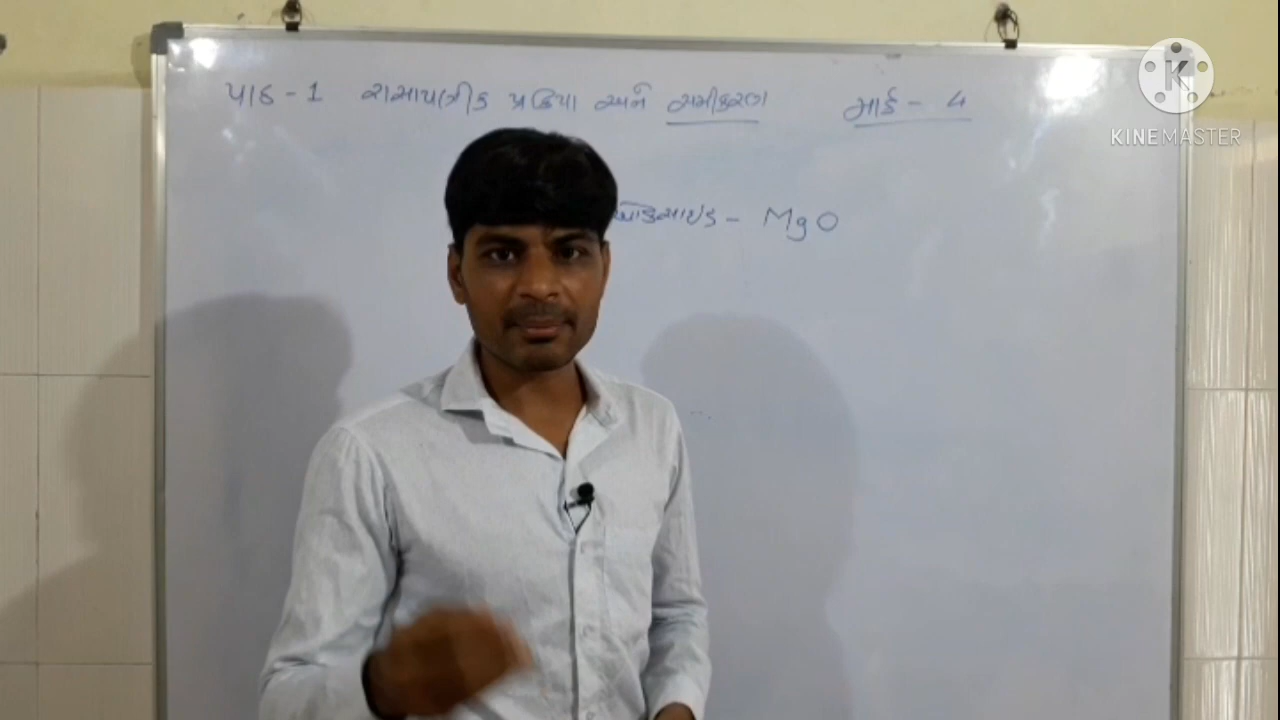 પાઠ - 1 રાસાયણીક પ્રક્રિયા અને સમીકરણ માર્ક - 4
ઓક્સાઇડ - MgO
K
KINEMASTER